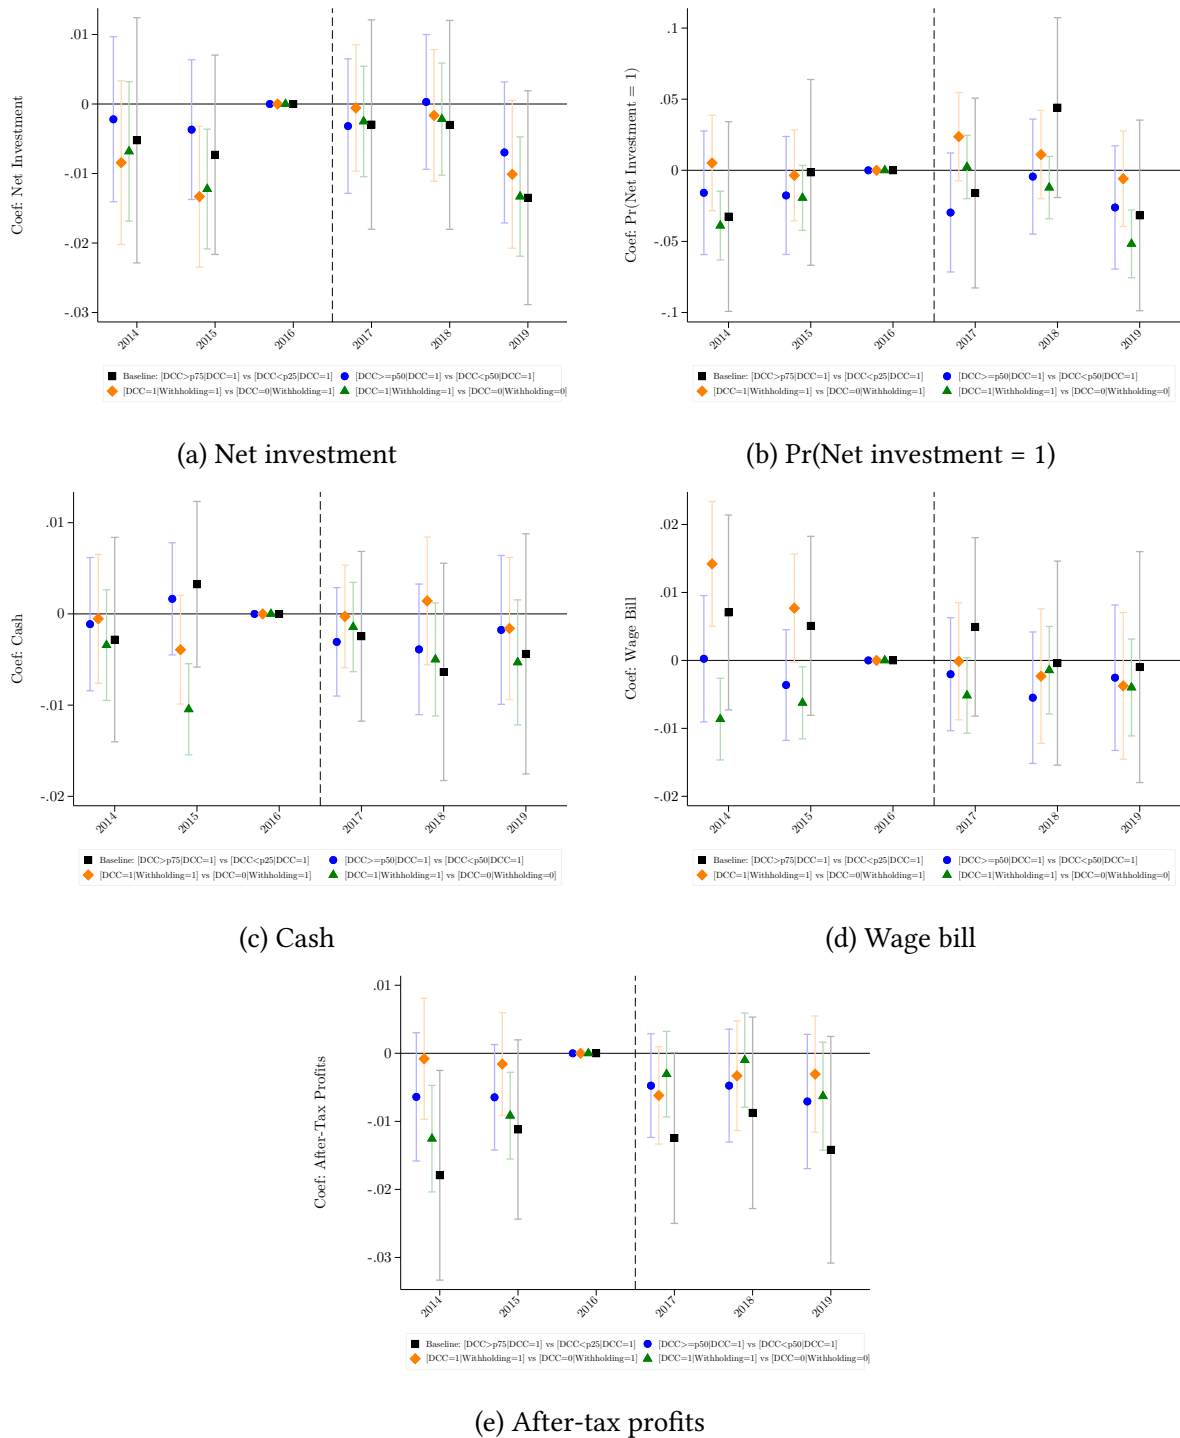 Coef: Net Investment
.01
0
-.01
-.02
-.03
2014
2015
2016
2017
2018
2019
Baseline: [DCC>p75|DCC=1] vs [DCC<p25|DCC=1]
[DCC>=p50|DCC=1] vs [DCC<p50|DCC=1]
[DCC=1|Withholding=1] vs [DCC=0|Withholding=1]
[DCC=1|Withholding=1] vs [DCC=0|Withholding=0]
(a) Net investment
Coef: Pr(Net Investment = 1)
.1
.05
0
-.05
-.1
2014
2015
2016
2017
2018
2019
Baseline: [DCC>p75|DCC=1] vs [DCC<p25|DCC=1]
[DCC>=p50|DCC=1] vs [DCC<p50|DCC=1]
[DCC=1|Withholding=1] vs [DCC=0|Withholding=1]
[DCC=1|Withholding=1] vs [DCC=0|Withholding=0]
(b) Pr(Net investment = 1)
Coef: Cash
.01
0
-.01
-.02
2014
2015
2016
2017
2018
2019
Baseline: [DCC>p75|DCC=1] vs [DCC<p25|DCC=1]
[DCC>=p50|DCC=1] vs [DCC<p50|DCC=1]
[DCC=1|Withholding=1] vs [DCC=0|Withholding=1]
[DCC=1|Withholding=1] vs [DCC=0|Withholding=0]
(c) Cash
Coef: Wage Bill
.02
.01
0
-.01
-.02
2014
2015
2016
2017
2018
2019
Baseline: [DCC>p75|DCC=1] vs [DCC<p25|DCC=1]
[DCC>=p50|DCC=1] vs [DCC<p50|DCC=1]
[DCC=1|Withholding=1] vs [DCC=0|Withholding=1]
[DCC=1|Withholding=1] vs [DCC=0|Withholding=0]
(d) Wage bill
Coef: After-Tax Profits
.01
0
-.01
-.02
-.03
2014
2015
2016
2017
2018
2019
Baseline: [DCC>p75|DCC=1] vs [DCC<p25|DCC=1]
[DCC>=p50|DCC=1] vs [DCC<p50|DCC=1]
[DCC=1|Withholding=1] vs [DCC=0|Withholding=1]
[DCC=1|Withholding=1] vs [DCC=0|Withholding=0]
(e) After-tax profits